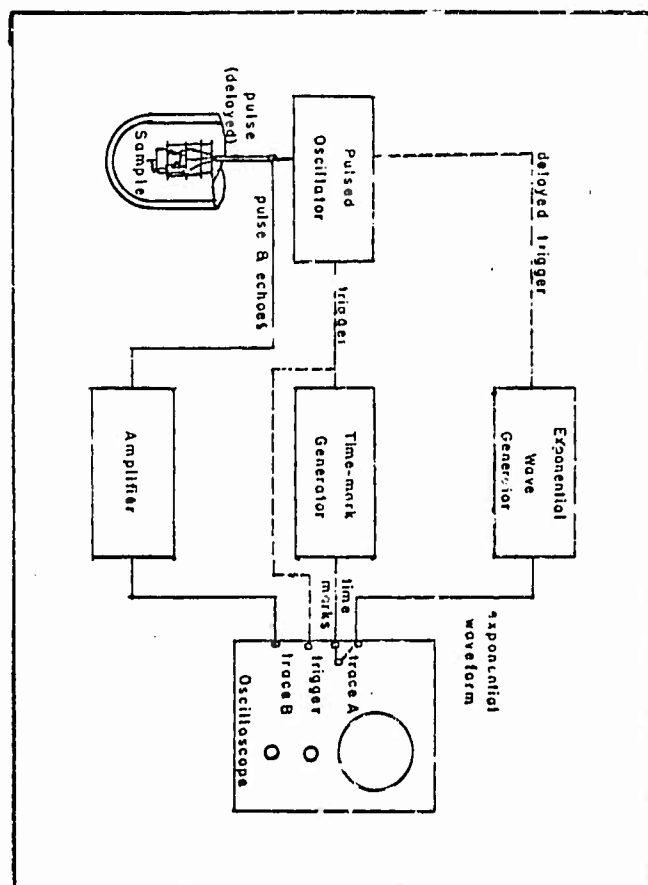 delayed trigger
Exponential
Wave
Generator
exponential
waveform
Pulsed
Oscillator
trigger
Time-mark
Generator
time
marks
trace A
trigger
trace B
Oscilloscope
pulse
(delayed)
Sample
pulse & echoes
Amplifier